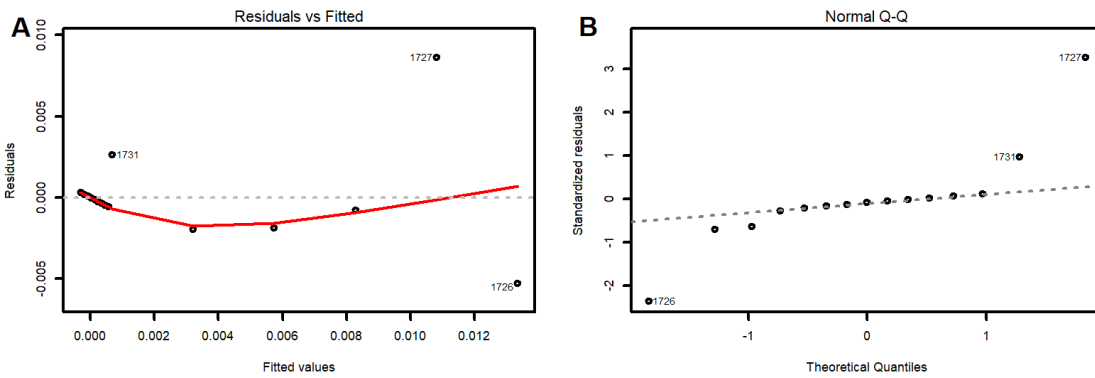 A
Residuals vs Fitted
Residuals
0.010
0.005
0.000
-0.005
1727
1731
1726
0.000 0.002 0.004 0.006 0.008 0.010 0.012
Fitted values
B
Normal Q-Q
Standardized residuals
3
2
1
0
-1
-2
1727
1731
1726
-1 0 1
Theoretical Quantiles